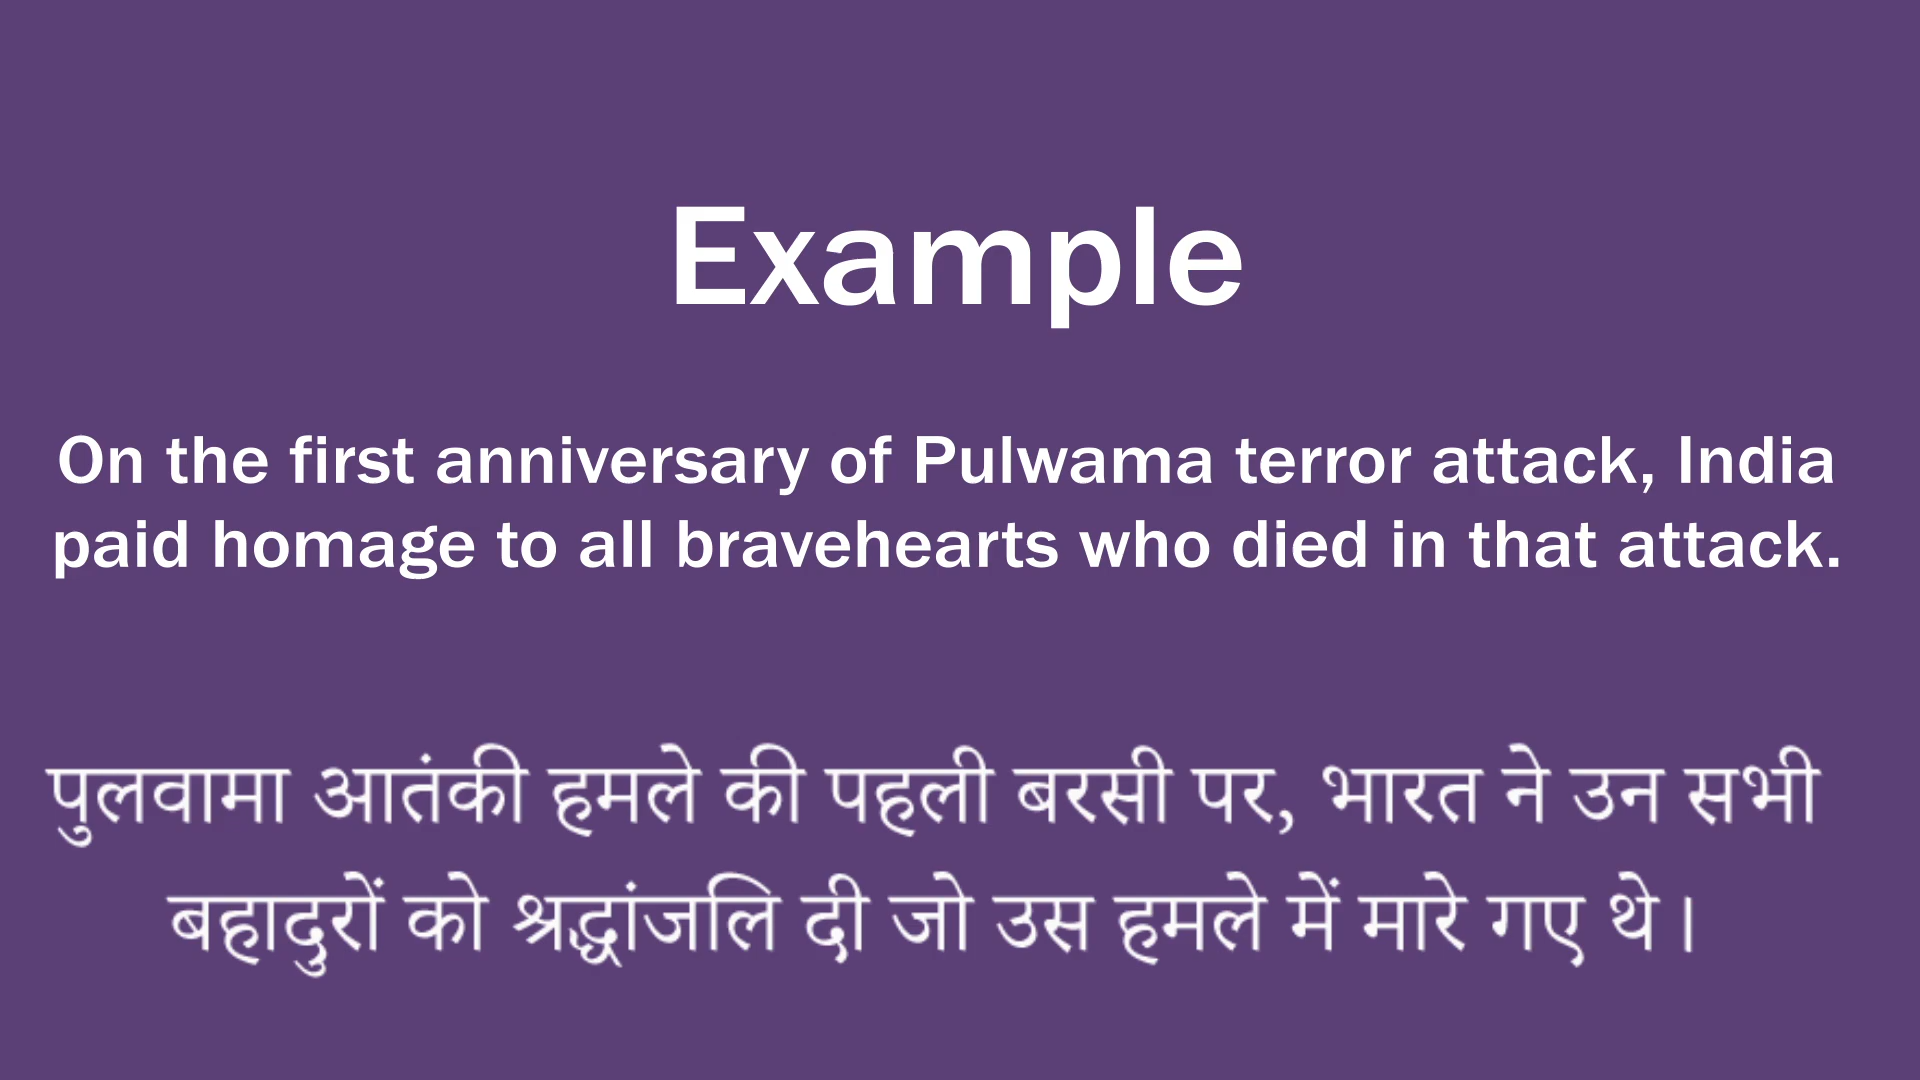 Example
On the first anniversary of Pulwama terror attack, India
paid homage to all bravehearts who died in that attack.
पुलवामा आतंकी हमले की पहली बरसी पर, भारत ने उन सभी
बहादुरों को श्रद्धांजलि दी जो उस हमले में मारे गए थे।